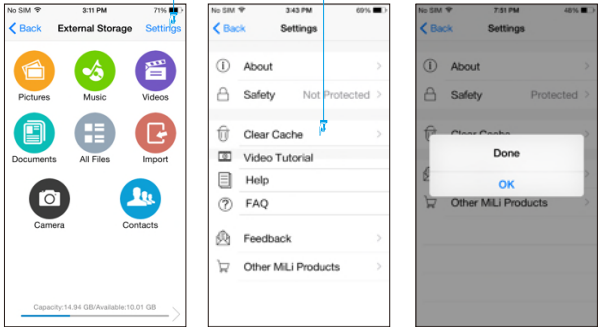 No SIM 3:11 PM 71%
Back External Storage Settings
Pictures Music Videos
Documents All Files Import
Camera Contacts
Capacity:14.94 GB/Available:10.01 GB
No SIM 3:43 PM 69%
Back Settings
About
Safety Not Protected
Clear Cache
Video Tutorial
Help
FAQ
Feedback
Other MiLi Products
No SIM 7:51 PM 48%
Back Settings
About
Safety Protected
Clear Cache
Done
OK
Other MiLi Products